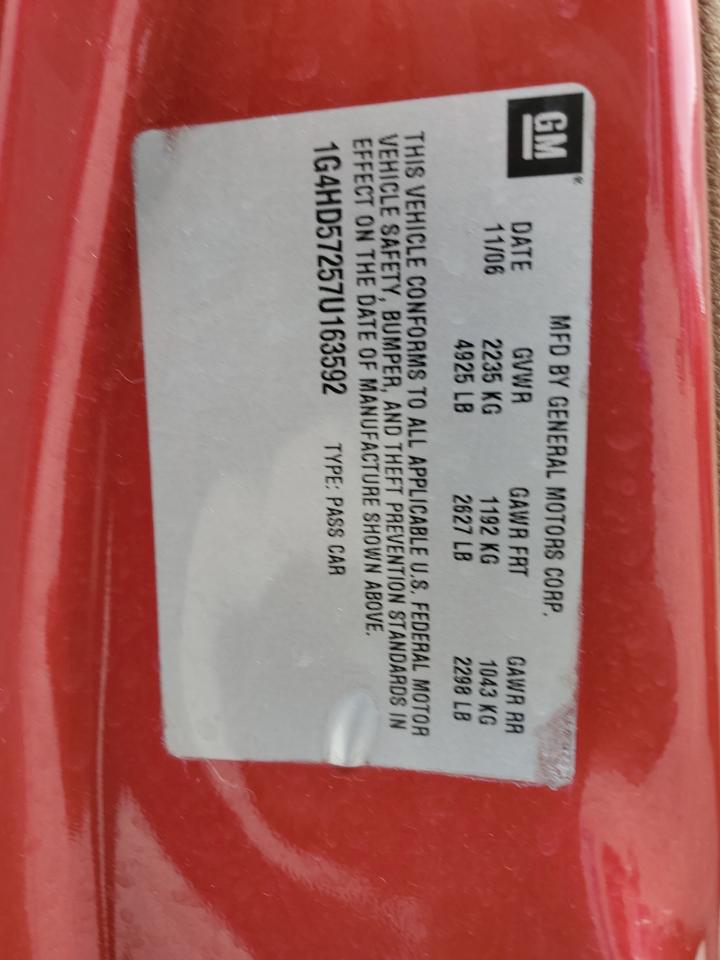 GM®
MFD BY GENERAL MOTORS CORP.
DATE GVWR GAWR FRT GAWR RR
11/06 2235 KG 1192 KG 1043 KG
4925 LB 2627 LB 2298 LB
THIS VEHICLE CONFORMS TO ALL APPLICABLE U.S. FEDERAL MOTOR
VEHICLE SAFETY, BUMPER, AND THEFT PREVENTION STANDARDS IN
EFFECT ON THE DATE OF MANUFACTURE SHOWN ABOVE.
1G4HD57257U163592 TYPE: PASS CAR